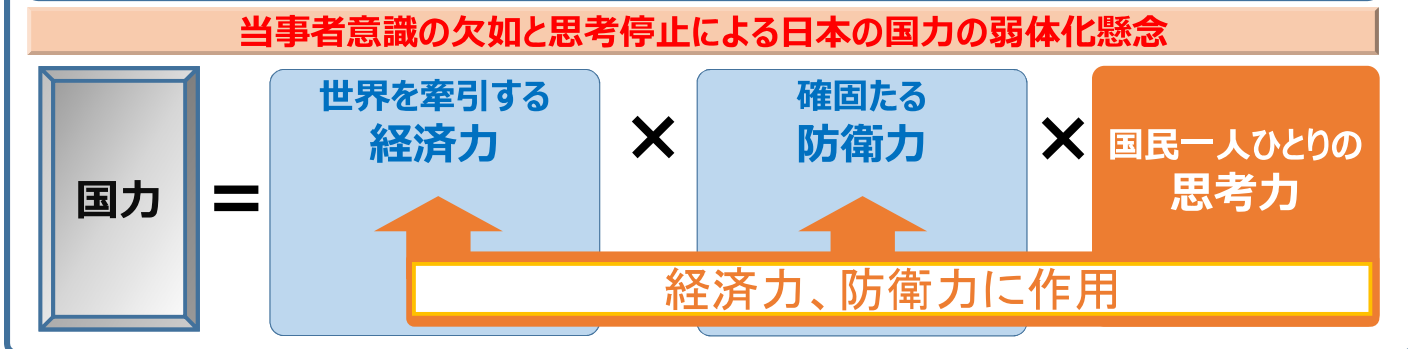 当事者意識の欠如と思考停止による日本の国力の弱体化懸念
国力
=
世界を牽引する
経済力
×
確固たる
防衛力
×
国民一人ひとりの
思考力
経済力、防衛力に作用